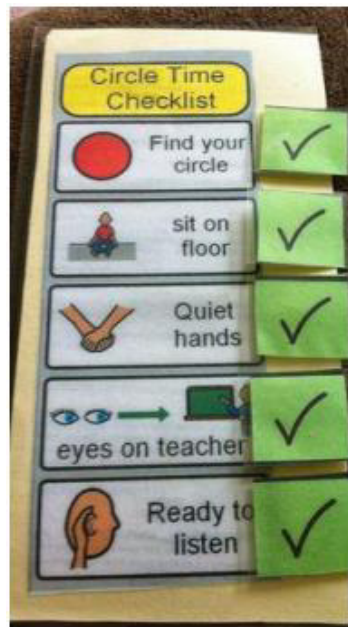 Circle Time
Checklist
Find your
circle
sit on
floor
Quiet
hands
eyes on teacher
Ready to
listen